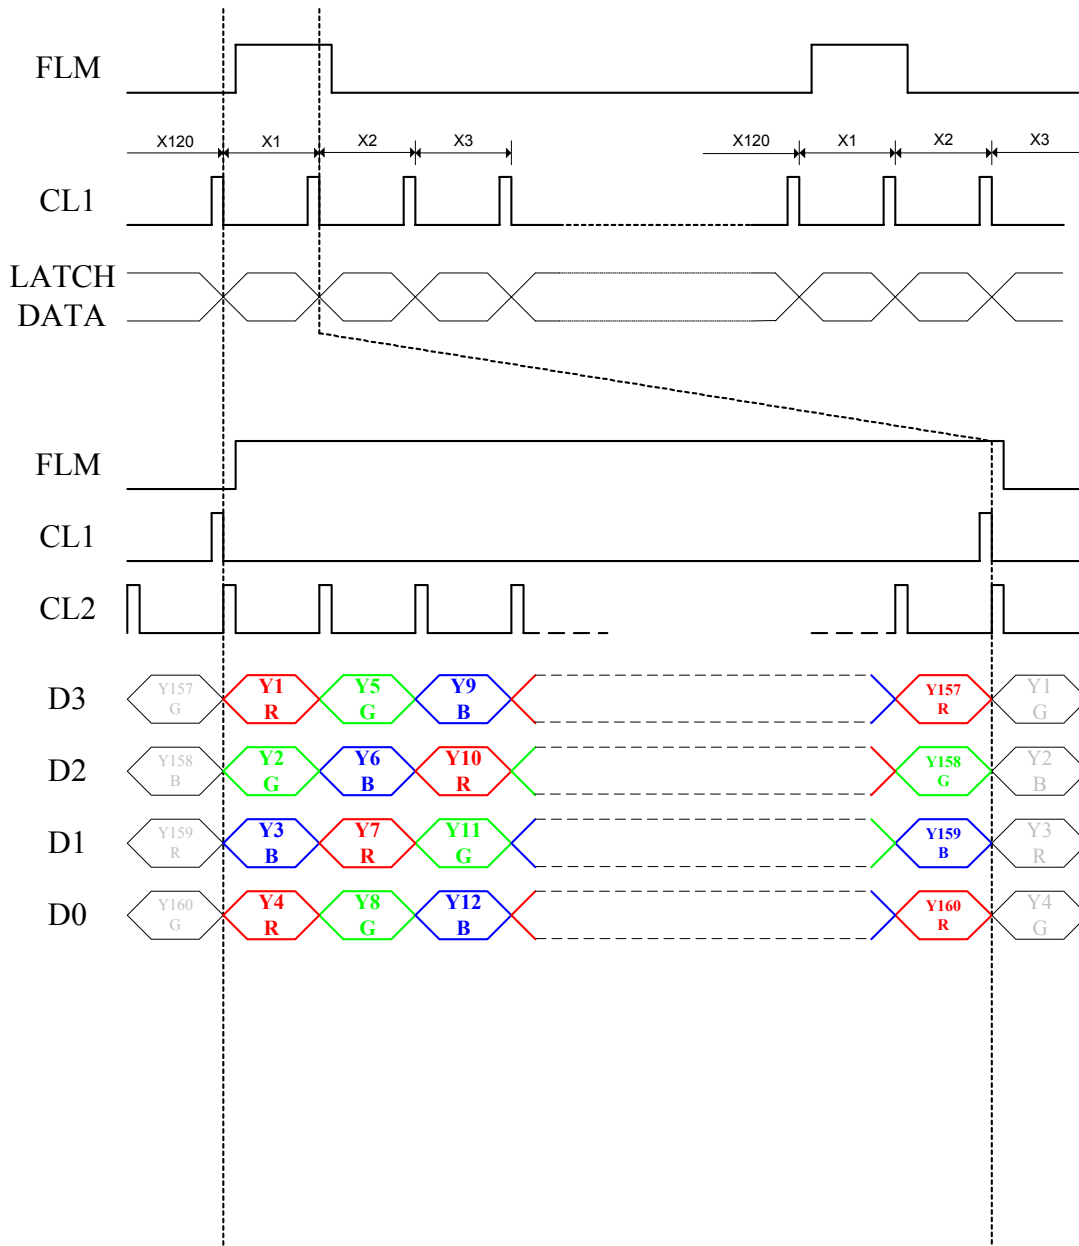 FLM
X120 X1 X2 X3 X120 X1 X2 X3
CL1
LATCH
DATA
FLM
CL1
CL2
D3
Y157 Y1 Y5 Y9 Y157 Y1
G R G B R G
D2
Y158 Y2 Y6 Y10 Y158 Y2
B G B R G B
D1
Y159 Y3 Y7 Y11 Y159 Y3
R B R G B R
D0
Y160 Y4 Y8 Y12 Y160 Y4
G R G B R G